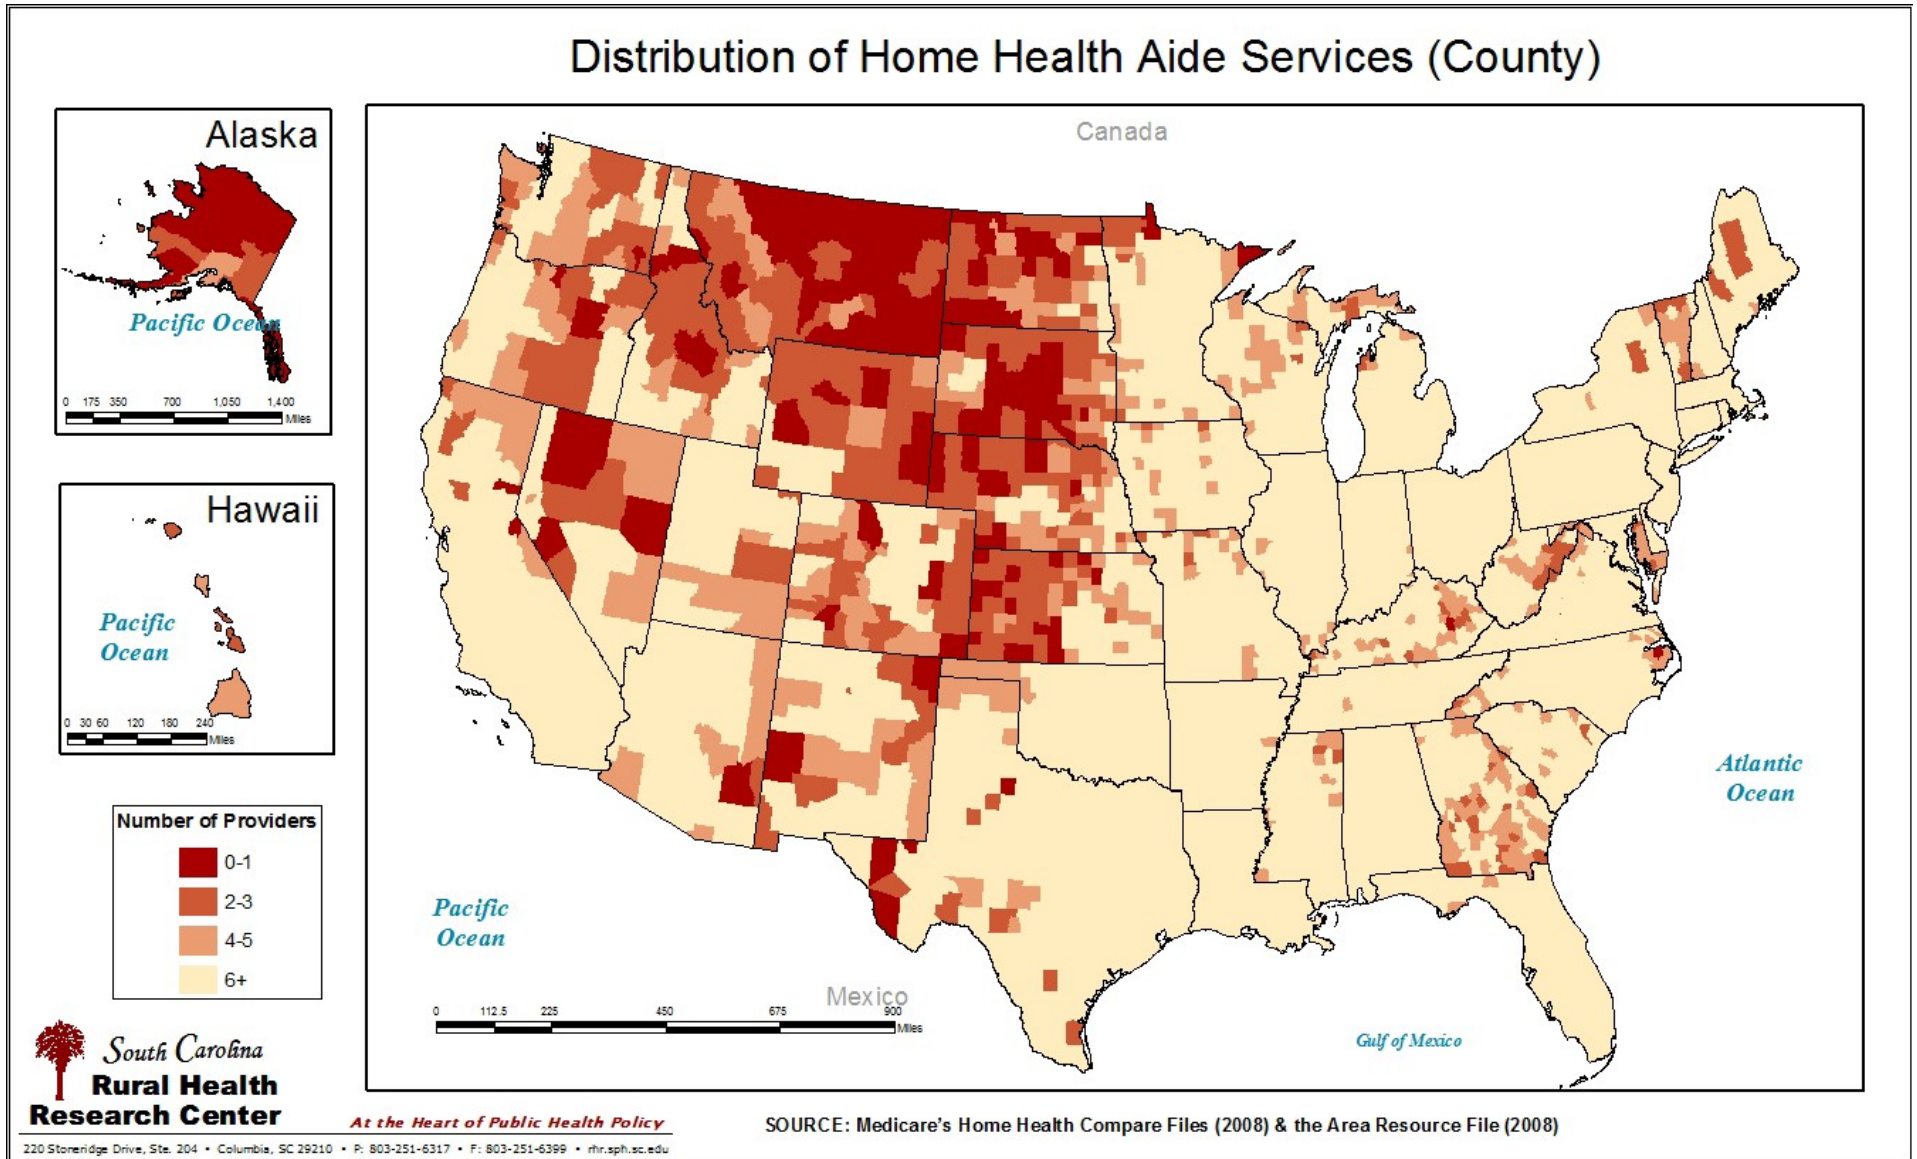 Distribution of Home Health Aide Services (County)
Alaska
Pacific Ocean
0 175 350 700 1,050 1,400
Miles
Hawaii
Pacific
Ocean
0 30 60 120 180 240
Miles
Number of Providers
0-1
2-3
4-5
6+
Canada
Atlantic
Ocean
Pacific
Ocean
Mexico
0 112.5 225 450 675 900
Miles
Gulf of Mexico
South Carolina
Rural Health
Research Center
At the Heart of Public Health Policy
220 Stoneridge Drive, Ste. 204 • Columbia, SC 29210 • P: 803-251-6317 • F: 803-251-6399 • rhr.sph.sc.edu
SOURCE: Medicare's Home Health Compare Files (2008) & the Area Resource File (2008)